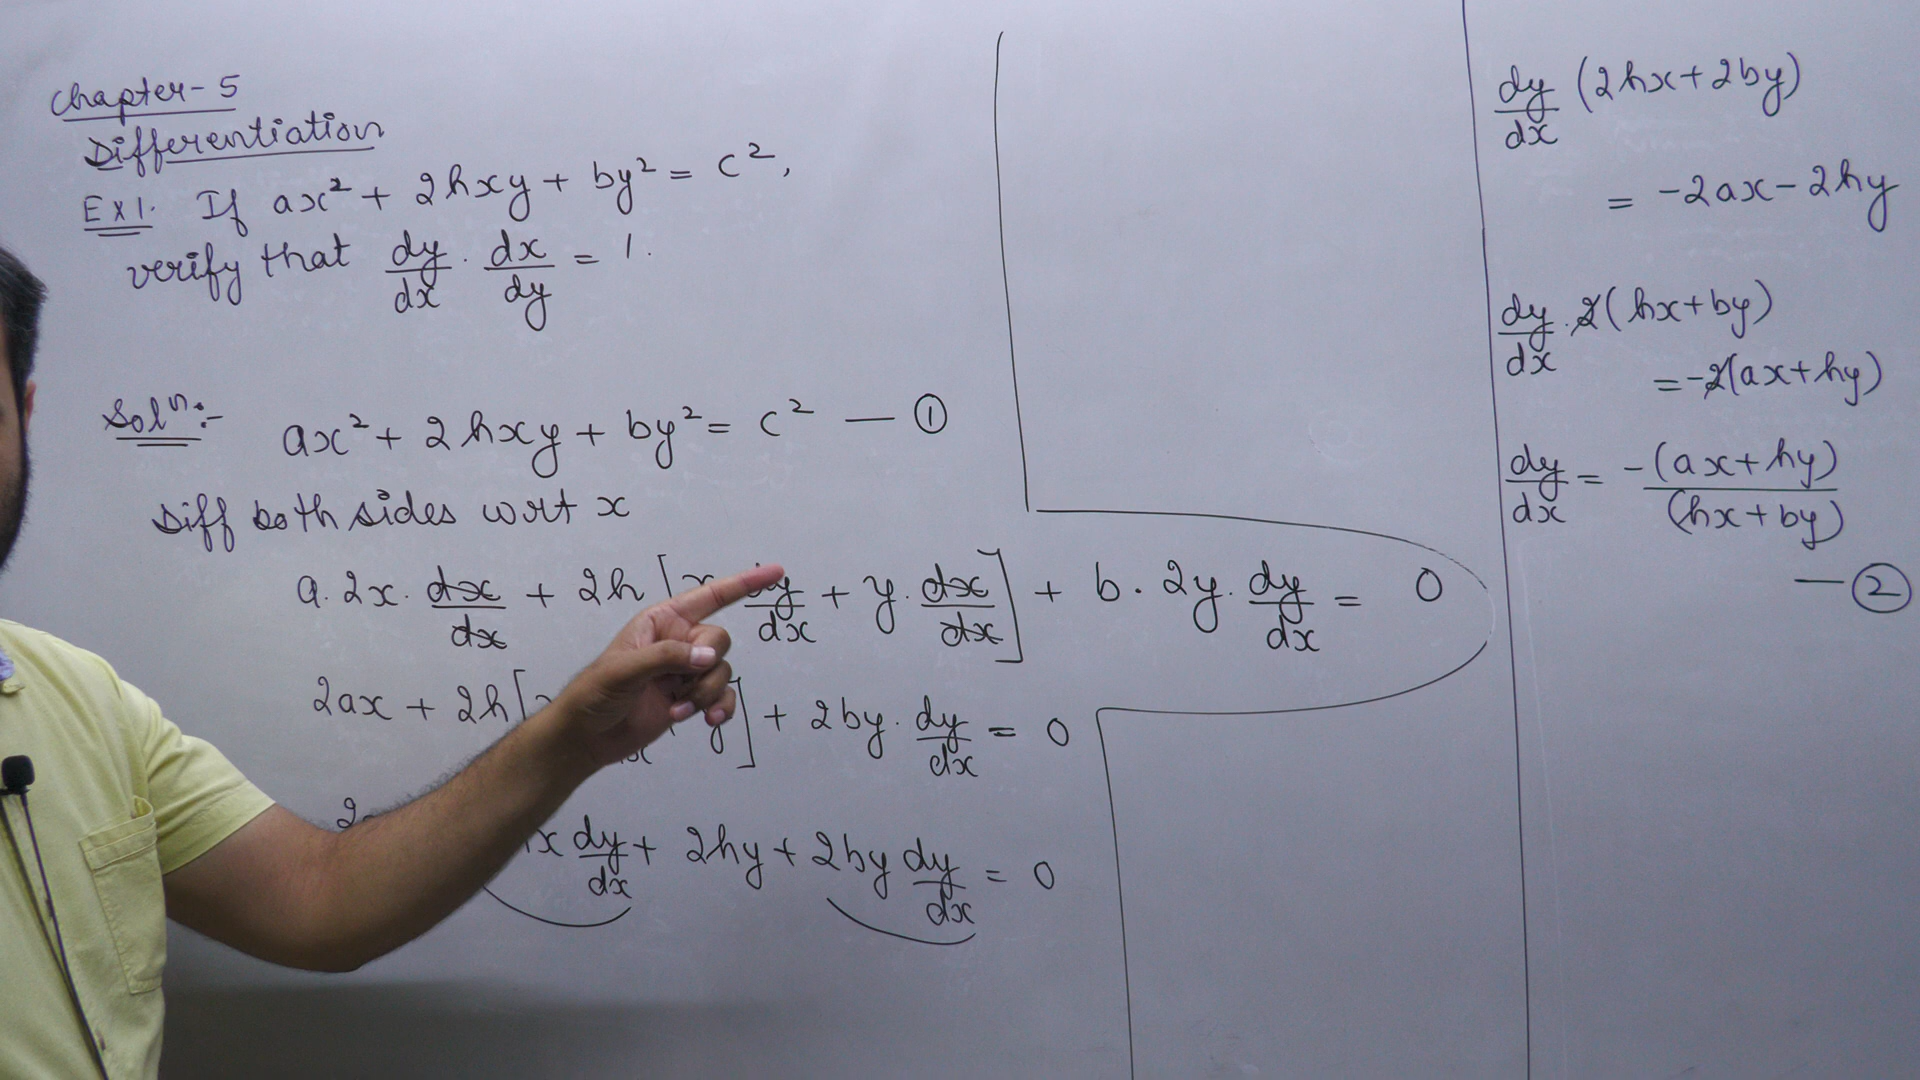 Chapter-5
Differentiation
Ex1. If ax² + 2hxy + by² = c²,
verify that dy/dx · dx/dy = 1.
Solⁿ:- ax² + 2hxy + by² = c² — ①
Diff both sides wrt x
a.2x. dx/dx + 2h[x dy/dx + y. dx/dx] + b. 2y. dy/dx = 0
2ax + 2h[ y] + 2by. dy/dx = 0
2 x dy/dx + 2hy + 2by dy/dx = 0
dy/dx (2hx+2by)
= -2ax-2hy
dy/dx . 2(hx+by)
= -2(ax+hy)
dy/dx = -(ax+hy)/(hx+by)
— ②